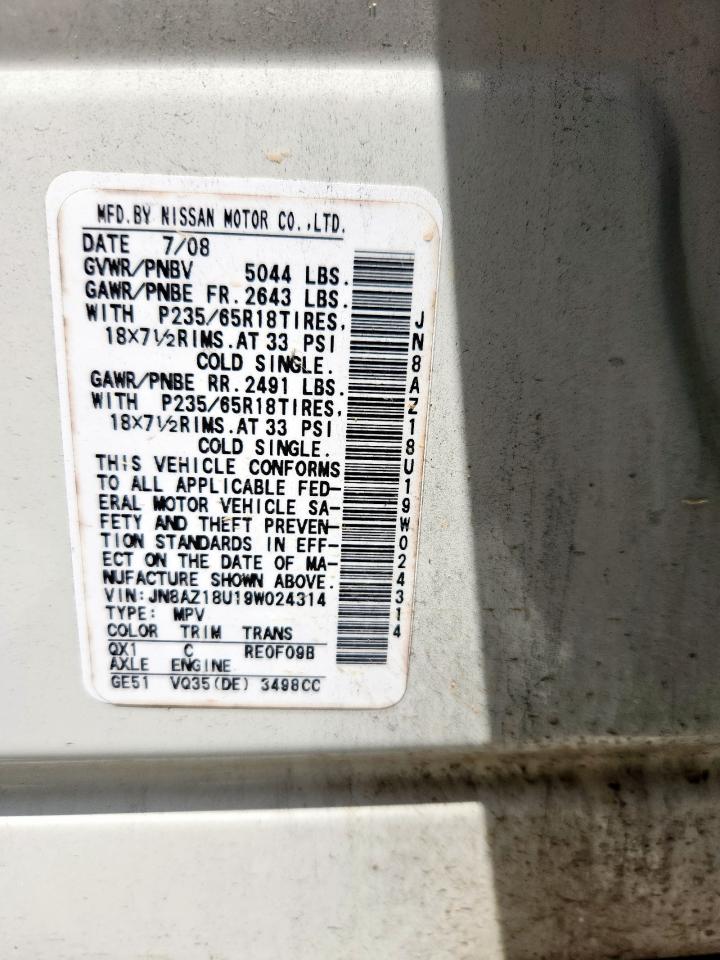 MFD.BY NISSAN MOTOR CO.,LTD.
DATE 7/08
GVWR/PNBV 5044 LBS.
GAWR/PNBE FR.2643 LBS.
WITH P235/65R18TIRES,
18X7½RIMS.AT 33 PSI
COLD SINGLE.
GAWR/PNBE RR.2491 LBS.
WITH P235/65R18TIRES,
18X7½RIMS.AT 33 PSI
COLD SINGLE.
THIS VEHICLE CONFORMS
TO ALL APPLICABLE FED-
ERAL MOTOR VEHICLE SA-
FETY AND THEFT PREVEN-
TION STANDARDS IN EFF-
ECT ON THE DATE OF MA-
NUFACTURE SHOWN ABOVE.
VIN:JN8AZ18U19W024314
TYPE: MPV
COLOR TRIM TRANS
QX1 C RE0F09B
AXLE ENGINE
GE51 VQ35(DE) 3498CC
JN8AZ18U19W024314